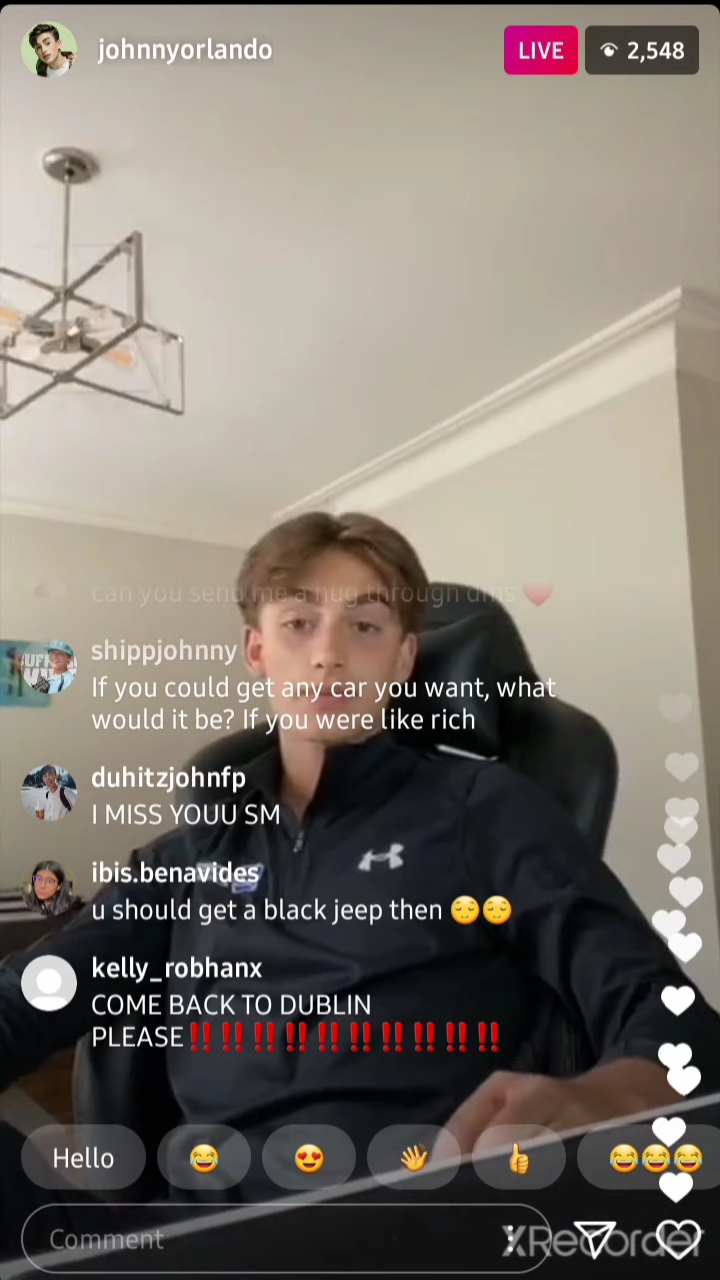 johnnyorlando
LIVE
2,548
can you send me a hug through dms ❤️
shippjohnny
If you could get any car you want, what
would it be? If you were like rich
duhitzjohnfp
I MISS YOUU SM
ibis.benavides
u should get a black jeep then 😌😌
kelly_robhanx
COME BACK TO DUBLIN
PLEASE‼️‼️‼️‼️‼️‼️‼️‼️‼️‼️
Hello 😂 😍 👋 👍 😂😂😂
Comment
XRecorder